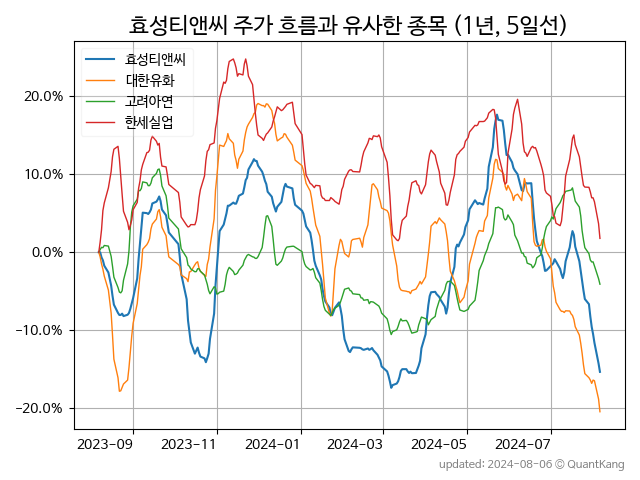 효성티앤씨 주가 흐름과 유사한 종목 (1년, 5일선)
효성티앤씨
대한유화
고려아연
한세실업
20.0%
10.0%
0.0%
−10.0%
−20.0%
2023-09 2023-11 2024-01 2024-03 2024-05 2024-07
updated: 2024-08-06 © QuantKang